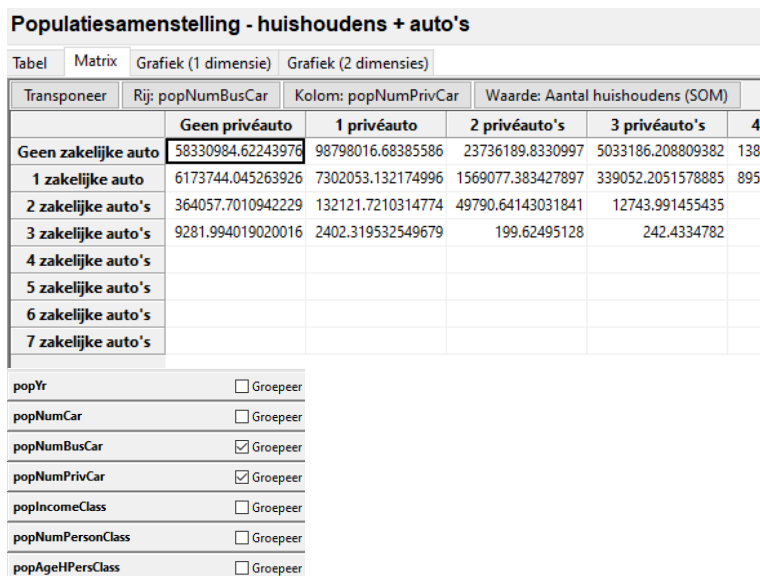 Populatiesamenstelling - huishoudens + auto's
Tabel Matrix Grafiek (1 dimensie) Grafiek (2 dimensies)
Transponeer Rij: popNumBusCar Kolom: popNumPrivCar Waarde: Aantal huishoudens (SOM)
Geen privéauto 1 privéauto 2 privéauto's 3 privéauto's 4
Geen zakelijke auto 58330984.62243976 98798016.68385586 23736189.8330997 5033186.208809382 138
1 zakelijke auto 6173744.045263926 7302053.132174996 1569077.383427897 339052.2051578885 895
2 zakelijke auto's 364057.7010942229 132121.7210314774 49790.64143031841 12743.991455435
3 zakelijke auto's 9281.994019020016 2402.319532549679 199.62495128 242.4334782
4 zakelijke auto's
5 zakelijke auto's
6 zakelijke auto's
7 zakelijke auto's
popYr Groepeer
popNumCar Groepeer
popNumBusCar Groepeer
popNumPrivCar Groepeer
popIncomeClass Groepeer
popNumPersonClass Groepeer
popAgeHPersClass Groepeer